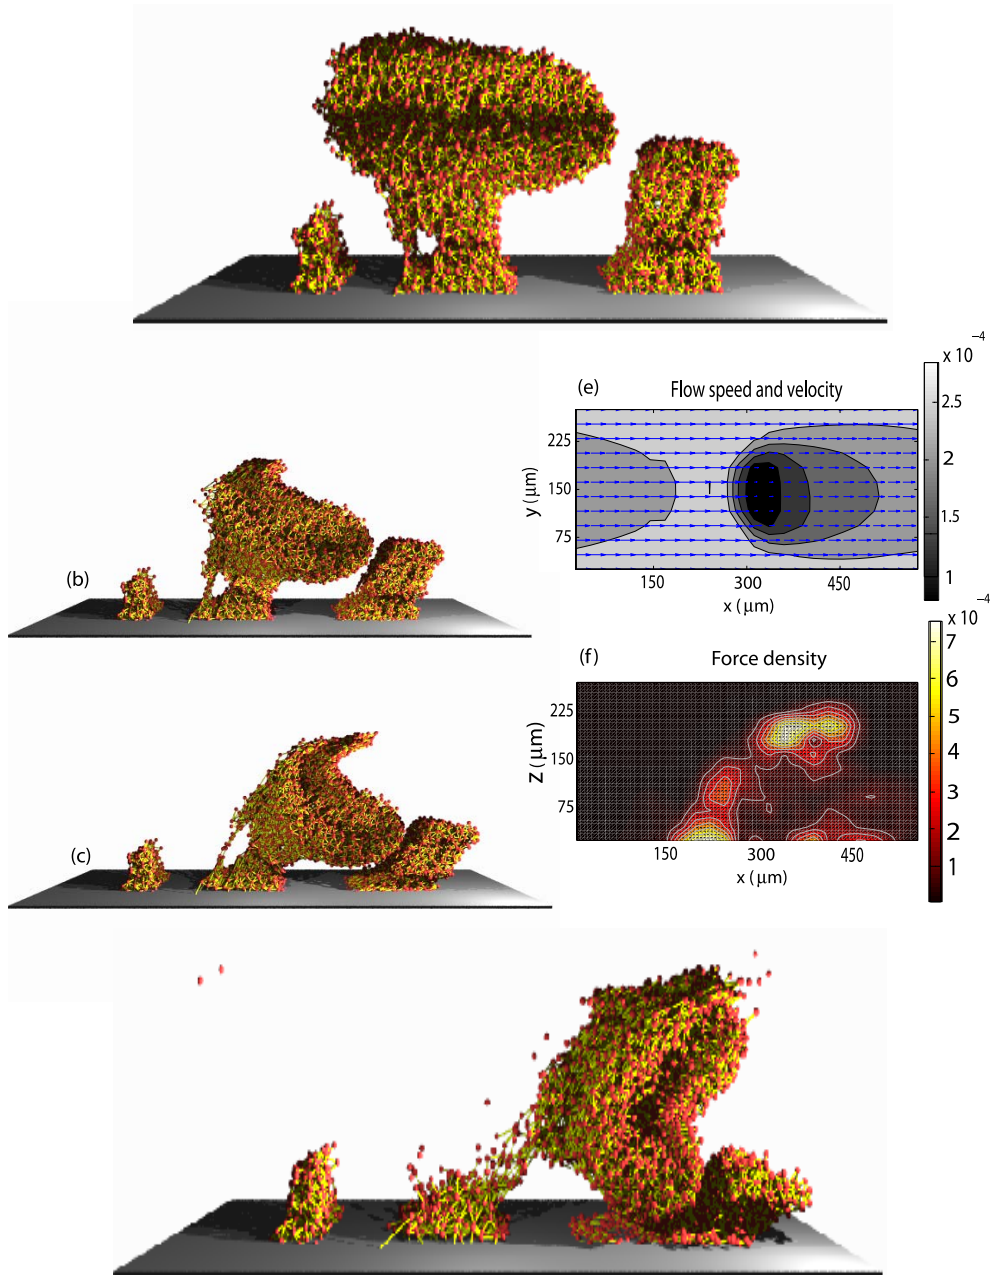 (e)
Flow speed and velocity
x 10
−4
2.5
2
1.5
1
225
150
75
y (μm)
150
300
450
x (μm)
(b)
(f)
Force density
x 10
−4
7
6
5
4
3
2
1
225
150
75
z (μm)
150
300
450
x (μm)
(c)